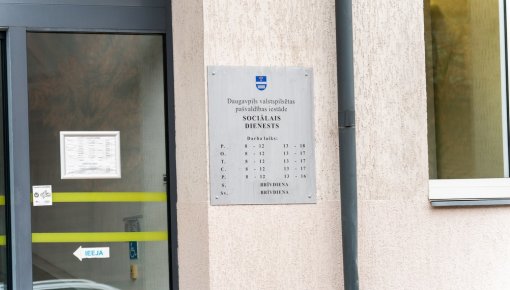 Daugavpils valstspilsētas
pašvaldības iestāde
SOCIĀLAIS
DIENESTS
Darba laiks:
P. 8 - 12 13 - 18
O. 8 - 12 13 - 17
T. 8 - 12 13 - 17
C. 8 - 12 13 - 17
P. 8 - 12 13 - 16
S. BRĪVDIENA
Sv. BRĪVDIENA
IEEJA